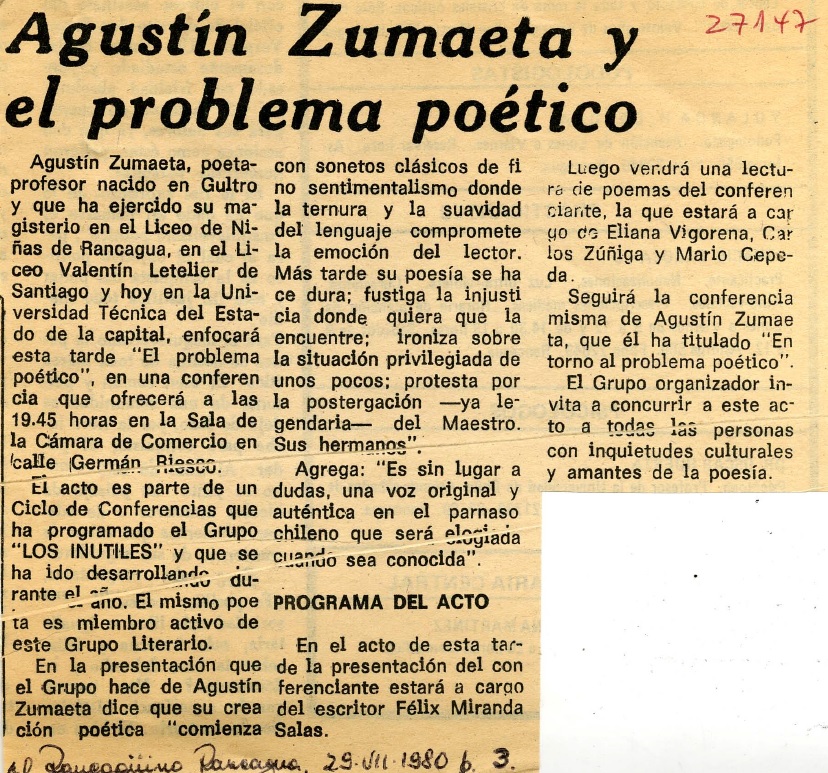 Agustín Zumaeta y
el problema poético
27147
Agustín Zumaeta, poeta-
profesor nacido en Gultro
y que ha ejercido su ma-
gisterio en el Liceo de Ni-
ñas de Rancagua, en el Li-
ceo Valentín Letelier de
Santiago y hoy en la Uni-
versidad Técnica del Esta-
do de la capital, enfocará
esta tarde "El problema
poético", en una conferen
cia que ofrecerá a las
19.45 horas en la Sala de
la Cámara de Comercio en
calle Germán Riesco.
El acto es parte de un
Ciclo de Conferencias que
ha programado el Grupo
"LOS INUTILES" y que se
ha ido desarrollando du-
rante el año. El mismo poe
ta es miembro activo de
este Grupo Literario.
En la presentación que
el Grupo hace de Agustín
Zumaeta dice que su crea
ción poética "comienza
con sonetos clásicos de fi
no sentimentalismo donde
la ternura y la suavidad
del lenguaje compromete
la emoción del lector.
Más tarde su poesía se ha
ce dura; fustiga la injusti
cia donde quiera que la
encuentre; ironiza sobre
la situación privilegiada de
unos pocos; protesta por
la postergación —ya le-
gendaria— del Maestro.
Sus hermanos".
Agrega: "Es sin lugar a
dudas, una voz original y
auténtica en el parnaso
chileno que será elogiada
cuando sea conocida".
PROGRAMA DEL ACTO
En el acto de esta tar-
de la presentación del con
ferenciante estará a cargo
del escritor Félix Miranda
Salas.
Luego vendrá una lectu-
ra de poemas del conferen
ciante, la que estará a car
go de Eliana Vigorena, Car
los Zúñiga y Mario Cepe-
da.
Seguirá la conferencia
misma de Agustín Zumae
ta, que él ha titulado "En
torno al problema poético".
El Grupo organizador in-
vita a concurrir a este ac-
to a todas las personas
con inquietudes culturales
y amantes de la poesía.
El Rancagüino Rancagua, 29-VII-1980 p. 3.